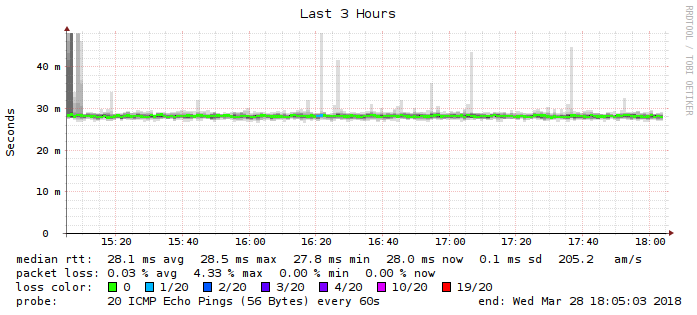 Last 3 Hours
RRDTOOL / TOBI OETIKER
Seconds
40 m
30 m
20 m
10 m
0
15:20 15:40 16:00 16:20 16:40 17:00 17:20 17:40 18:00
median rtt: 28.1 ms avg 28.5 ms max 27.8 ms min 28.0 ms now 0.1 ms sd 205.2 am/s
packet loss: 0.03 % avg 4.33 % max 0.00 % min 0.00 % now
loss color: 0 1/20 2/20 3/20 4/20 10/20 19/20
probe: 20 ICMP Echo Pings (56 Bytes) every 60s end: Wed Mar 28 18:05:03 2018